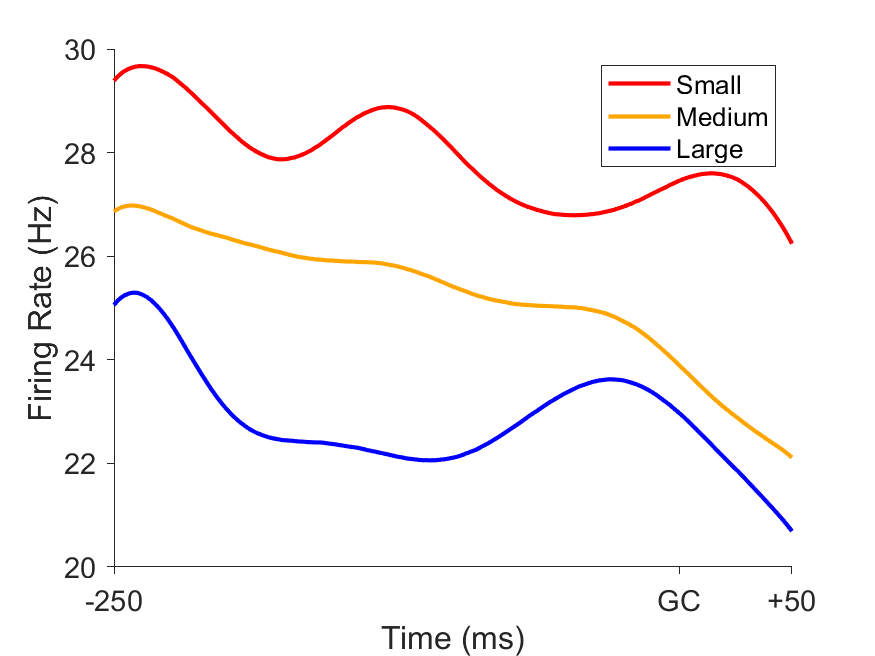 30
28
26
24
22
20
Firing Rate (Hz)
Small
Medium
Large
-250
GC
+50
Time (ms)